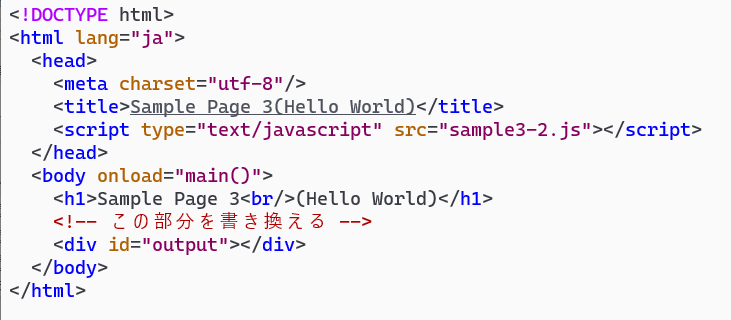 <!DOCTYPE html>
<html lang="ja">
  <head>
    <meta charset="utf-8"/>
    <title>Sample Page 3(Hello World)</title>
    <script type="text/javascript" src="sample3-2.js"></script>
  </head>
  <body onload="main()">
    <h1>Sample Page 3<br/>(Hello World)</h1>
    <!-- この部分を書き換える -->
    <div id="output"></div>
  </body>
</html>